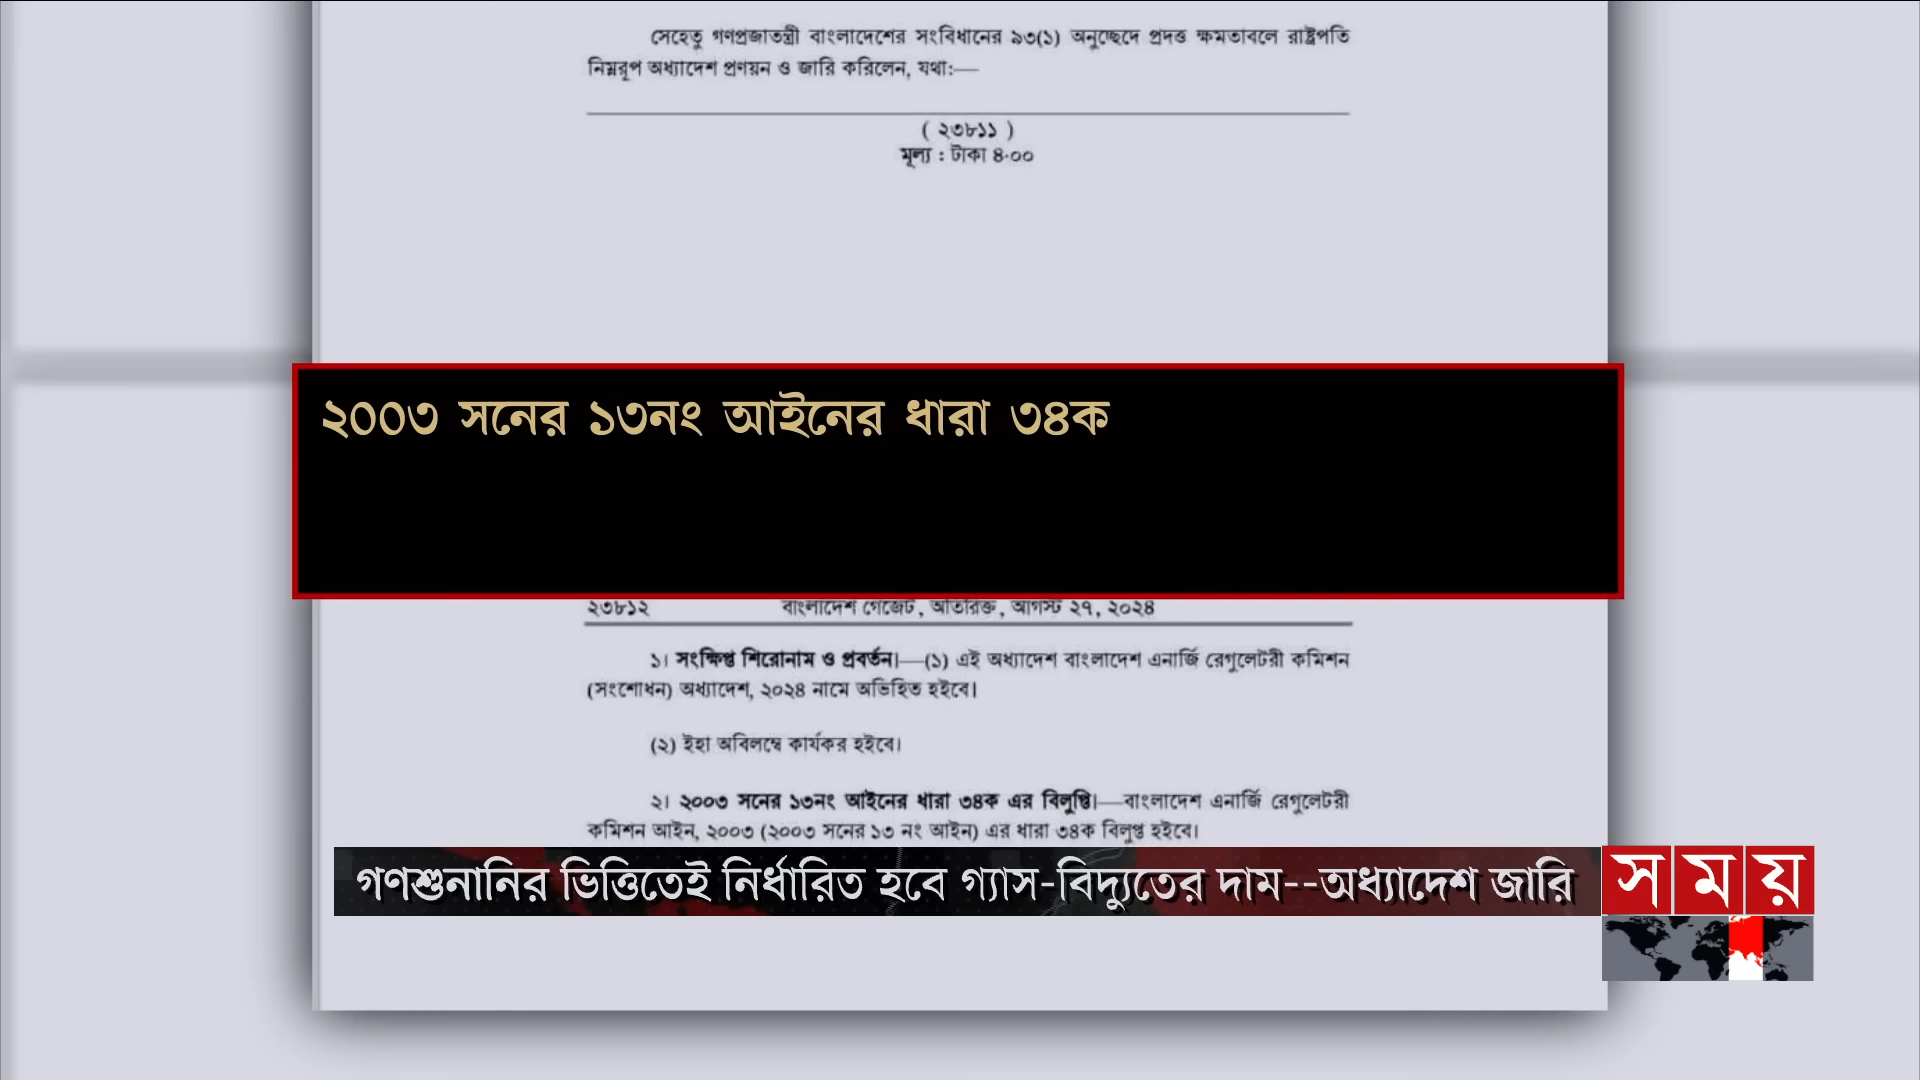 সেহেতু গণপ্রজাতন্ত্রী বাংলাদেশের সংবিধানের ৯৩(১) অনুচ্ছেদে প্রদত্ত ক্ষমতাবলে রাষ্ট্রপতি
নিম্নরূপ অধ্যাদেশ প্রণয়ন ও জারি করিলেন, যথা:—
( ২৩৮১১ )
মূল্য : টাকা ৪·০০
২০০৩ সনের ১৩নং আইনের ধারা ৩৪ক
২৩৮১২ বাংলাদেশ গেজেট, অতিরিক্ত, আগস্ট ২৭, ২০২৪
১। সংক্ষিপ্ত শিরোনাম ও প্রবর্তন।—(১) এই অধ্যাদেশ বাংলাদেশ এনার্জি রেগুলেটরী কমিশন
(সংশোধন) অধ্যাদেশ, ২০২৪ নামে অভিহিত হইবে।
(২) ইহা অবিলম্বে কার্যকর হইবে।
২। ২০০৩ সনের ১৩নং আইনের ধারা ৩৪ক এর বিলুপ্তি।—বাংলাদেশ এনার্জি রেগুলেটরী
কমিশন আইন, ২০০৩ (২০০৩ সনের ১৩ নং আইন) এর ধারা ৩৪ক বিলুপ্ত হইবে।
গণশুনানির ভিত্তিতেই নির্ধারিত হবে গ্যাস-বিদ্যুতের দাম--অধ্যাদেশ জারি
সময়